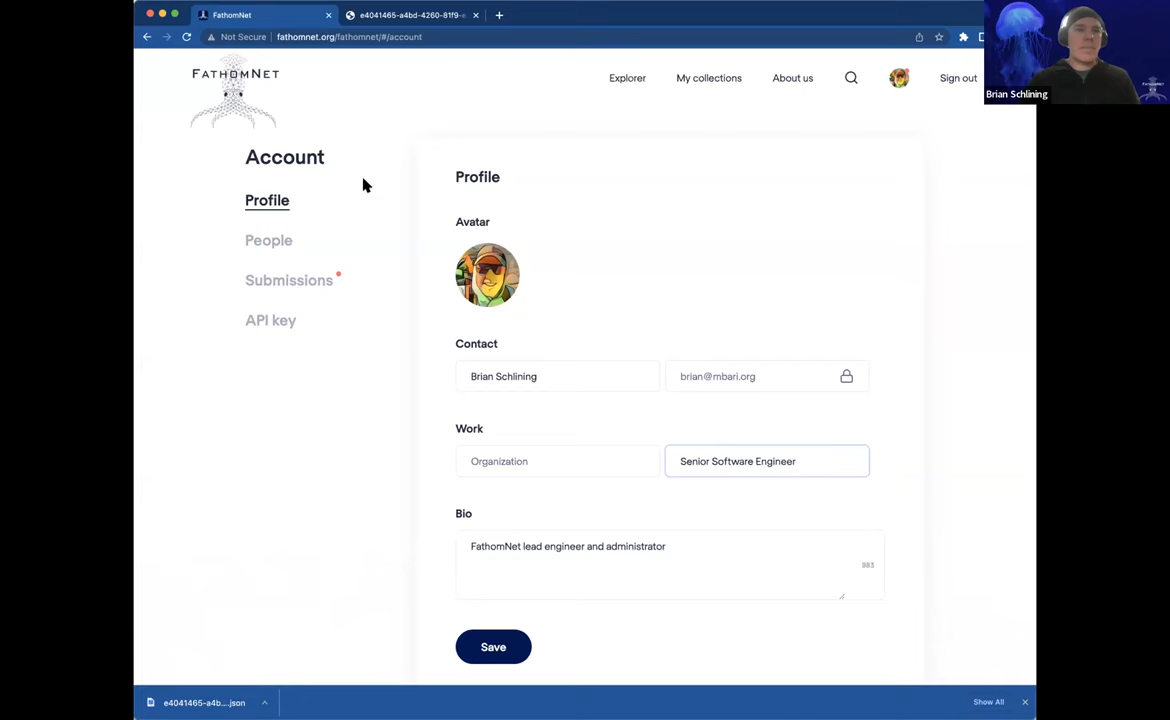 FathomNet
e4041465-a4bd-4260-81f9-e
Not Secure
fathomnet.org/fathomnet/#/account
FATHOMNET
Explorer
My collections
About us
Sign out
Brian Schlining
Account
Profile
People
Submissions
API key
Profile
Avatar
Contact
Brian Schlining
brian@mbari.org
Work
Organization
Senior Software Engineer
Bio
FathomNet lead engineer and administrator
983
Save
e4041465-a4b....json
Show All